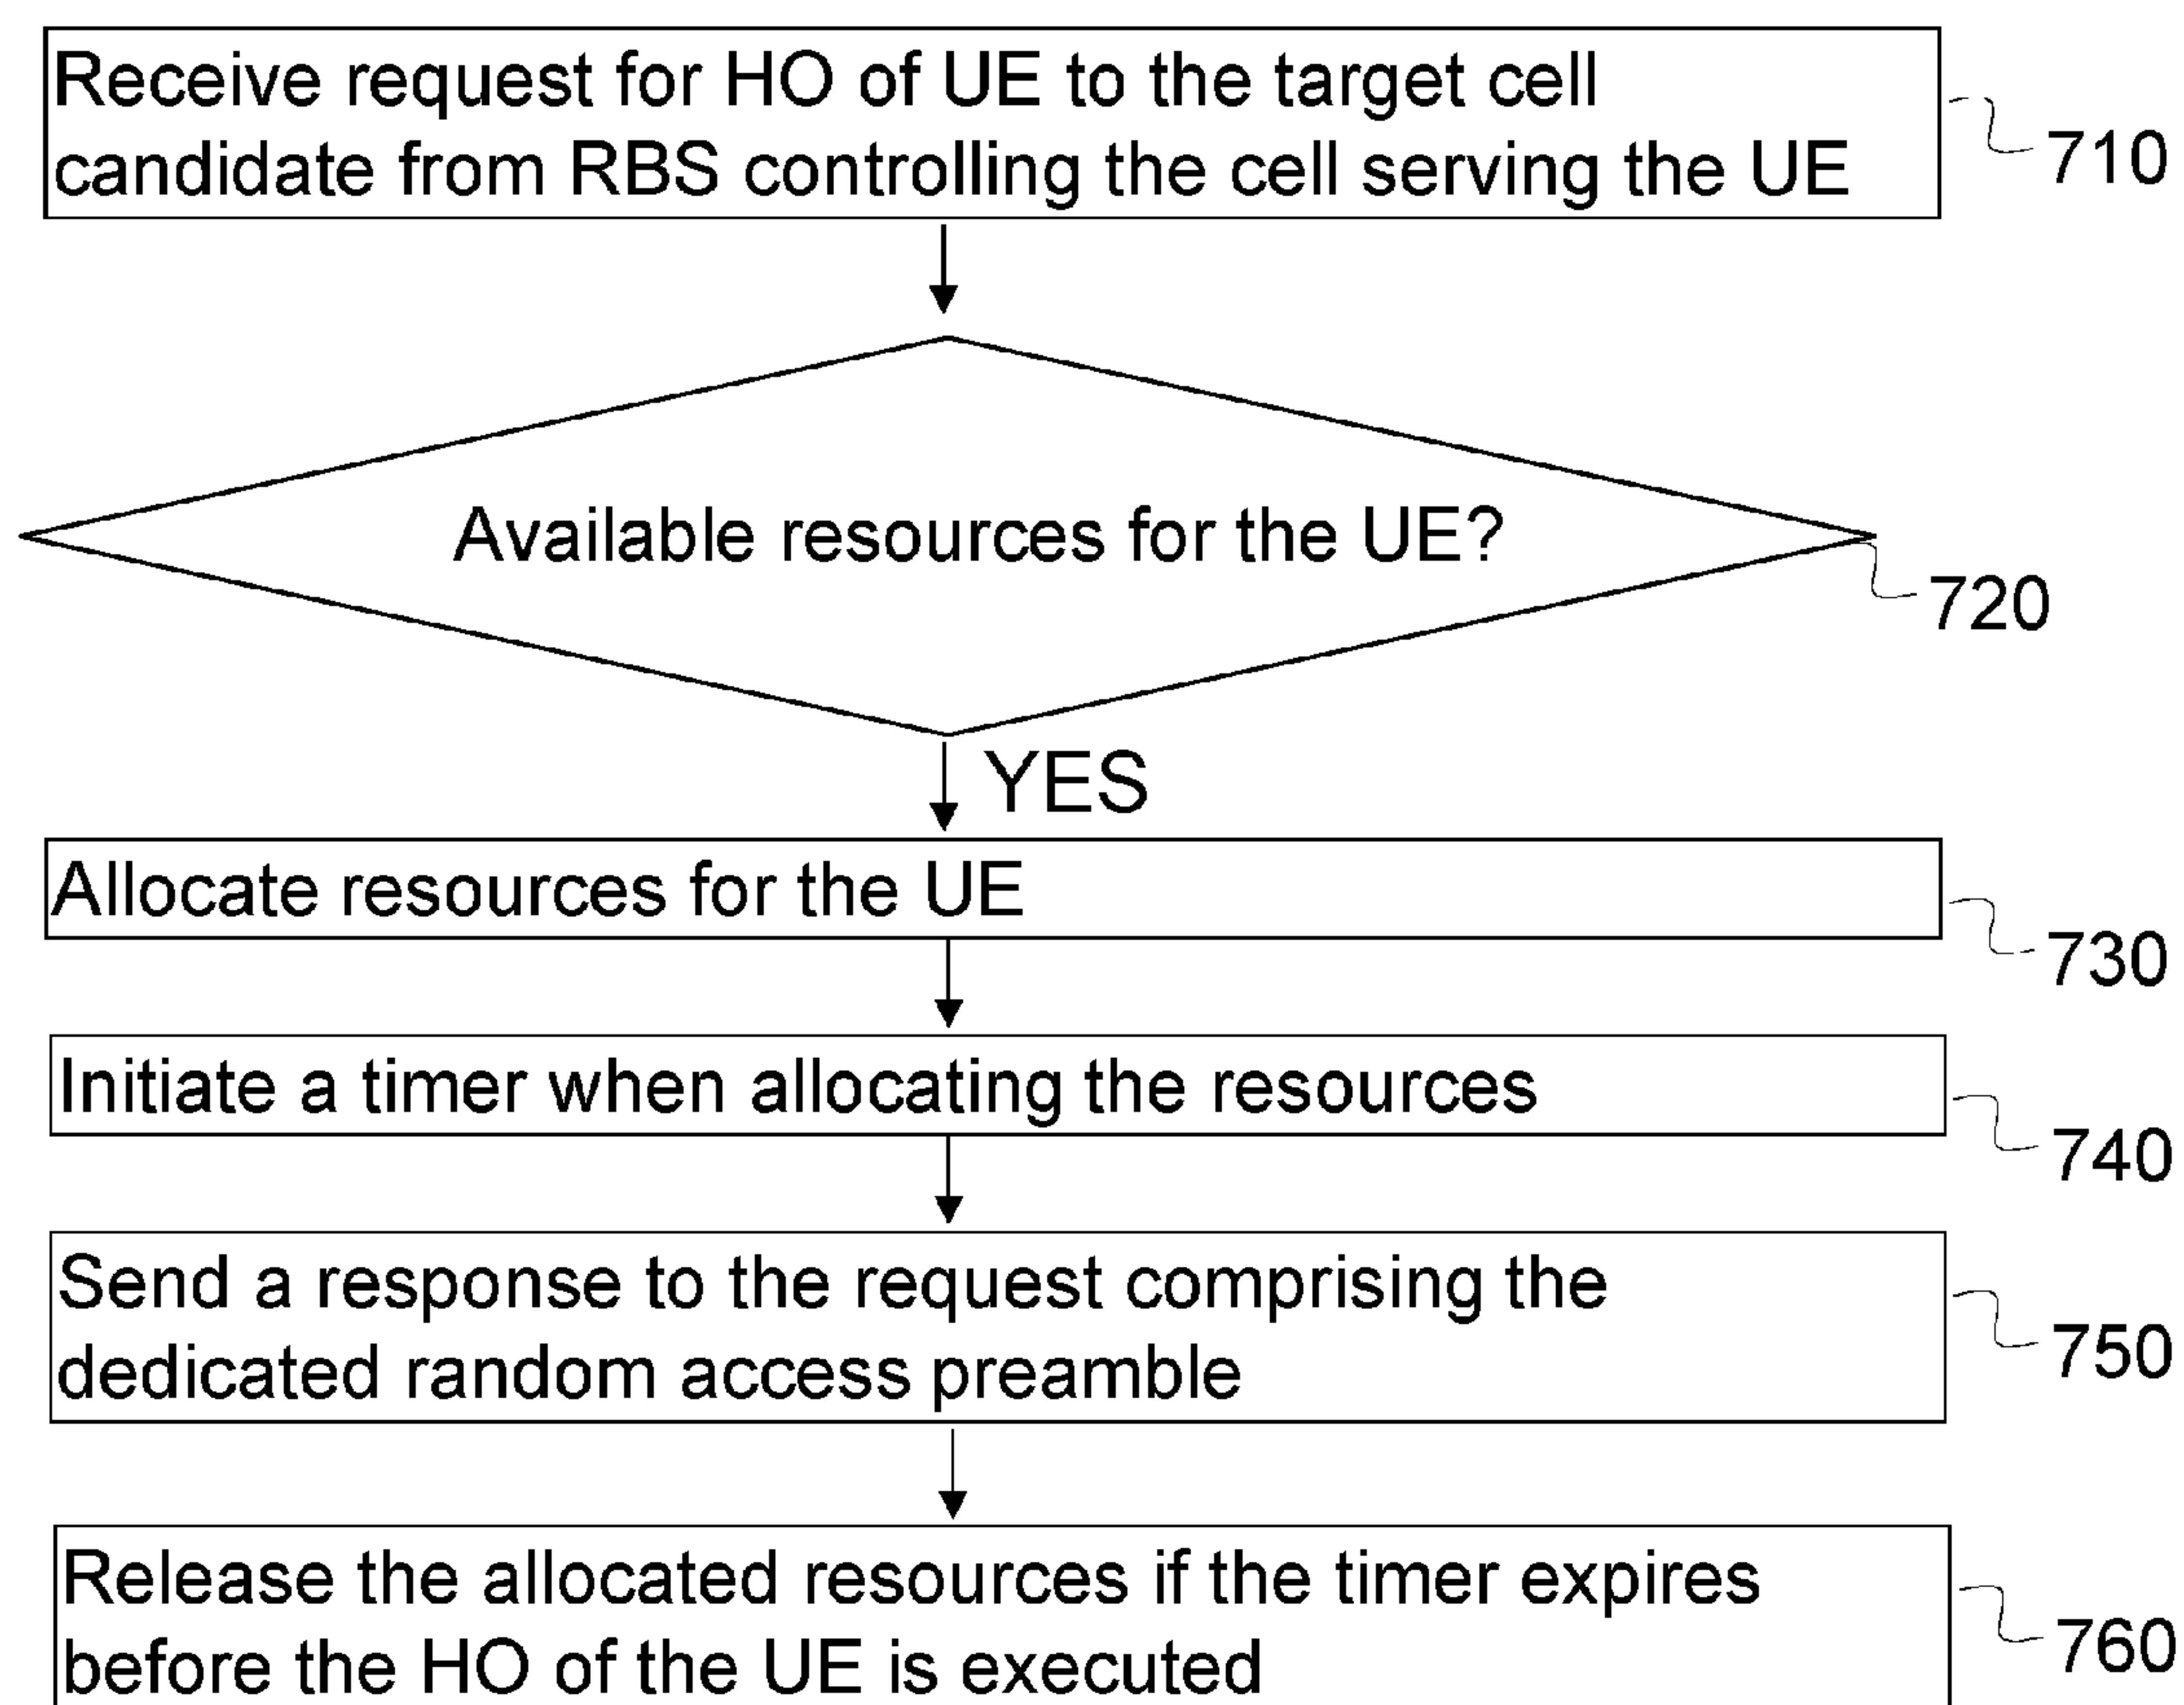 Receive request for HO of UE to the target cell
candidate from RBS controlling the cell serving the UE
710
Available resources for the UE?
720
YES
Allocate resources for the UE
730
Initiate a timer when allocating the resources
740
Send a response to the request comprising the
dedicated random access preamble
750
Release the allocated resources if the timer expires
before the HO of the UE is executed
760